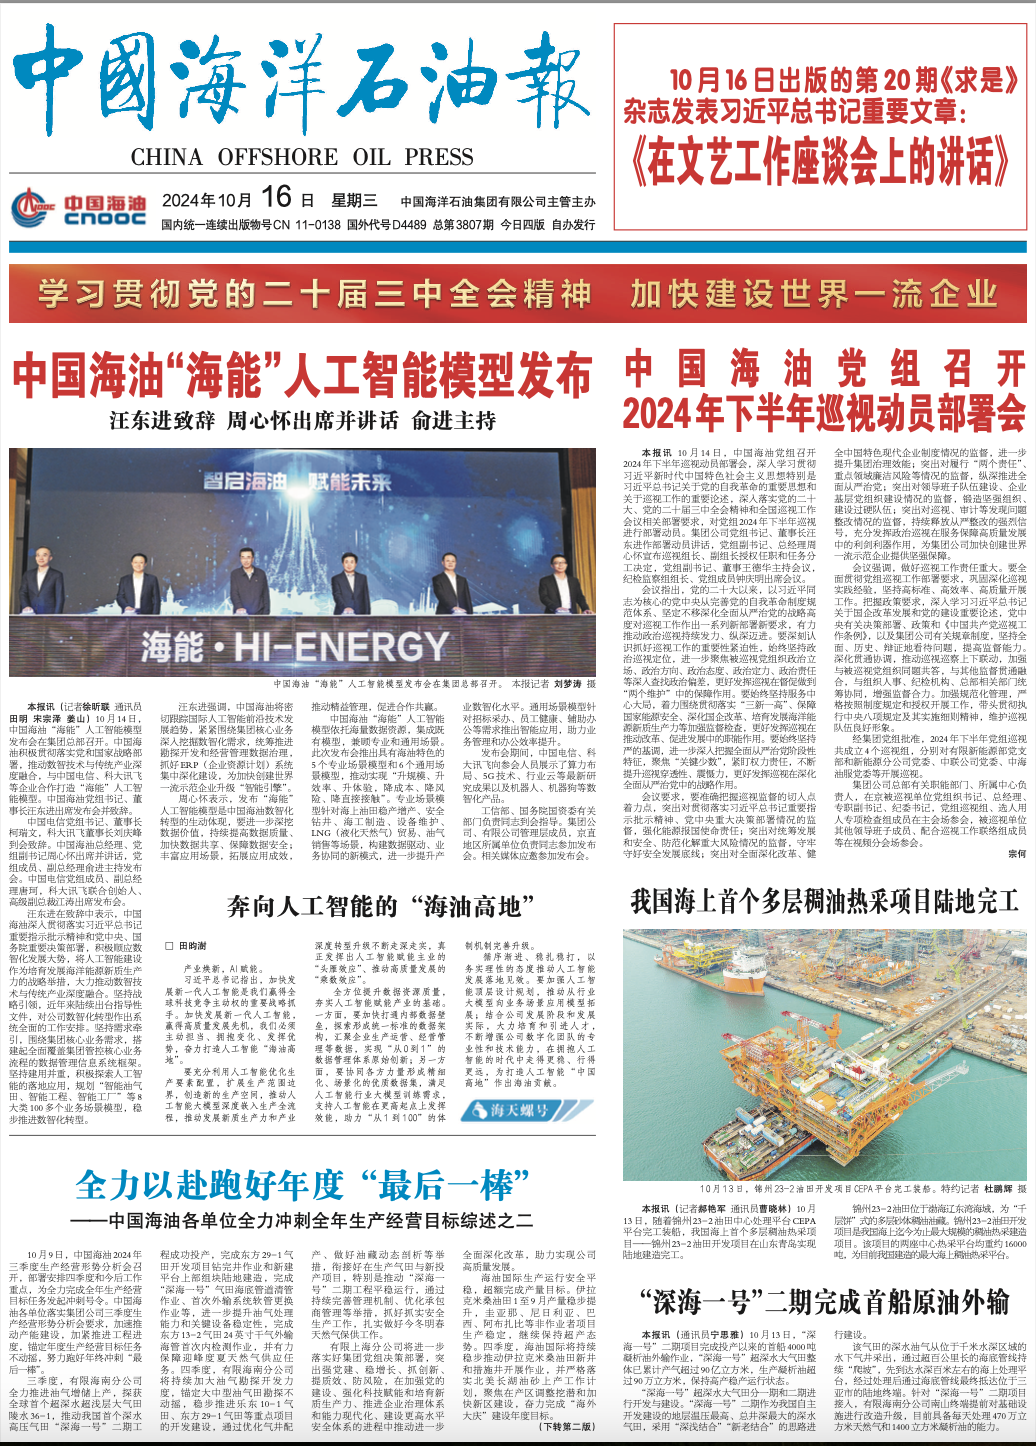 中國海洋石油報
CHINA OFFSHORE OIL PRESS
中国海油
CNOOC
2024年10月 16 日 星期三 中国海洋石油集团有限公司主管主办
国内统一连续出版物号CN 11-0138 国外代号D4489 总第3807期 今日四版 自办发行
10月16日出版的第20期《求是》
杂志发表习近平总书记重要文章：
《在文艺工作座谈会上的讲话》
学习贯彻党的二十届三中全会精神 加快建设世界一流企业
中国海油“海能”人工智能模型发布
汪东进致辞 周心怀出席并讲话 俞进主持
智启海油 赋能未来
海能·HI-ENERGY
中国海油“海能”人工智能模型发布会在集团总部召开。 本报记者 刘梦涛 摄
本报讯（记者徐昕联 通讯员
田明 宋宗泽 娄山）10月14日，
中国海油“海能”人工智能模型
发布会在集团总部召开。中国海
油积极贯彻落实党和国家战略部
署，推动数智技术与传统产业深
度融合，与中国电信、科大讯飞
等企业合作打造“海能”人工智
能模型。中国海油党组书记、董
事长汪东进出席发布会并致辞。
中国电信党组书记、董事长
柯瑞文，科大讯飞董事长刘庆峰
到会致辞。中国海油总经理、党
组副书记周心怀出席并讲话，党
组成员、副总经理俞进主持发布
会。中国电信党组成员、副总经
理唐珂，科大讯飞联合创始人、
高级副总裁江涛出席发布会。
汪东进在致辞中表示，中国
海油深入贯彻落实习近平总书记
重要指示批示精神和党中央、国
务院重要决策部署，积极顺应数
智化发展大势，将人工智能建设
作为培育发展海洋能源新质生产
力的战略举措，大力推动数智技
术与传统产业深度融合。坚持战
略引领，近年来陆续出台指导性
文件，对公司数智化转型作出系
统全面的工作安排。坚持需求牵
引，围绕集团核心业务需求，搭
建起全面覆盖集团管控核心业务
流程的数据管理信息系统框架。
坚持建用并重，积极探索人工智
能的落地应用，规划“智能油气
田、智能工程、智能工厂”等8
大类100多个业务场景模型，稳
步推进数智化转型。
汪东进强调，中国海油将密
切跟踪国际人工智能前沿技术发
展趋势，紧紧围绕集团核心业务
深入挖掘数智化需求，统筹推进
勘探开发和经营管理数据治理，
抓好ERP（企业资源计划）系统
集中深化建设，为加快创建世界
一流示范企业升级“智能引擎”。
周心怀表示，发布“海能”
人工智能模型是中国海油数智化
转型的生动体现，要进一步深挖
数据价值，持续提高数据质量、
加快数据共享、保障数据安全；
丰富应用场景，拓展应用成效，
推动精益管理，促进合作共赢。
中国海油“海能”人工智能
模型依托海量数据资源，集成既
有模型，兼顾专业和通用场景。
此次发布会推出具有海油特色的
5个专业场景模型和6个通用场
景模型，推动实现“升规模、升
效率、升体验，降成本、降风
险、降直接接触”。专业场景模
型针对海上油田稳产增产、安全
钻井、海工制造、设备维护、
LNG（液化天然气）贸易、油气
销售等场景，构建数据驱动、业
务协同的新模式，进一步提升产
业数智化水平。通用场景模型针
对招标采办、员工健康、辅助办
公等需求推出智能应用，助力业
务管理和办公效率提升。
发布会期间，中国电信、科
大讯飞向参会人员展示了算力布
局、5G技术、行业云等最新研
究成果以及机器人、机器狗等数
智化产品。
工信部、国务院国资委有关
部门负责同志到会指导。集团公
司、有限公司管理层成员，京直
地区所属单位负责同志参加发布
会。相关媒体应邀参加发布会。
奔向人工智能的“海油高地”
□ 田昀澍
产业焕新，AI赋能。
习近平总书记指出，加快发
展新一代人工智能是我们赢得全
球科技竞争主动权的重要战略抓
手。加快发展新一代人工智能，
赢得高质量发展先机，我们必须
主动担当、拥抱变化、发挥优
势，奋力打造人工智能“海油高
地”。
要充分利用人工智能优化生
产要素配置，扩展生产范围边
界，创造新的生产空间，推动人
工智能大模型深度嵌入生产全流
程，推动发展新质生产力和产业
深度转型升级不断走深走实，真
正发挥出人工智能赋能主业的
“头雁效应”、推动高质量发展的
“乘数效应”。
全方位提升数据资源质量，
夯实人工智能赋能产业的基础。
一方面，要加快打通内部数据壁
垒，探索形成统一标准的数据架
构，汇聚企业生产运营、经营管
理等数据，实现“从0到1”的
数据管理体系原始创新；另一方
面，要协同各方力量形成精细
化、场景化的优质数据集，满足
人工智能行业大模型训练需求，
支持人工智能在更高起点上发挥
效能，助力“从1到100”的体
制机制完善升级。
循序渐进、稳扎稳打，以
务实理性的态度推动人工智能
发展落地见效。要加强人工智
能顶层设计规划，推动从行业
大模型向业务场景应用模型拓
展；结合公司发展阶段和发展
实际，大力培育和引进人才，
不断增强公司数字化团队的专
业性和技术能力，在拥抱人工
智能的时代中走得更稳、行得
更远，为打造人工智能“中国
高地”作出海油贡献。
海天螺号
全力以赴跑好年度“最后一棒”
——中国海油各单位全力冲刺全年生产经营目标综述之二
10月9日，中国海油2024年
三季度生产经营形势分析会召
开，部署安排四季度和今后工作
重点，为全力完成全年生产经营
目标任务发起冲刺号令。中国海
油各单位落实集团公司三季度生
产经营形势分析会要求，加速推
动产能建设，加紧推进工程进
度，锚定年度生产经营目标任务
不动摇，努力跑好年终冲刺“最
后一棒”。
三季度，有限海南分公司
全力推进油气增储上产，探获
全球首个超深水超浅层大气田
陵水36-1，推动我国首个深水
高压气田“深海一号”二期工
程成功投产，完成东方29-1气
田开发项目钻完井作业和新建
平台上部组块陆地建造，完成
“深海一号”气田海底管道清管
作业、首次外输系统软管更换
作业等，进一步提升油气处理
能力和关键设备稳定性，完成
东方13-2气田24英寸干气外输
海管首次内检测作业，并有力
保障迎峰度夏天然气供应任
务。四季度，有限海南分公司
将持续加大油气勘探开发力
度，锚定大中型油气田勘探不
动摇，稳步推进乐东10-1气
田、东方29-1气田等重点项目
的开发建设，通过优化气井配
产、做好油藏动态剖析等举
措，衔接好在生产气田与新投
产项目，特别是推动“深海一
号”二期工程平稳运行，通过
持续完善管理机制、优化承包
商管理等举措，抓好抓实安全
生产工作，扎实做好今冬明春
天然气保供工作。
有限上海分公司将进一步
落实好集团党组决策部署，突
出强党建、稳增长、抓创新、
提质效、防风险，在加强党的
建设、强化科技赋能和培育新
质生产力、推进企业治理体系
和能力现代化、建设更高水平
安全体系的进程中推动进一步
全面深化改革，助力实现公司
高质量发展。
海油国际生产运行安全平
稳，超额完成产量目标。伊拉
克米桑油田1至9月产量稳步提
升，圭亚那、尼日利亚、巴
西、阿布扎比等非作业者项目
生产稳定，继续保持超产态
势。四季度，海油国际将持续
稳步推动伊拉克米桑油田新井
和措施井开展作业，并严格落
实北美长湖油砂上产工作计
划，聚焦在产区调整挖潜和加
快新区建设，奋力完成“海外
大庆”建设年度目标。
（下转第二版）
中国海油党组召开
2024年下半年巡视动员部署会
本报讯 10月14日，中国海油党组召开
2024年下半年巡视动员部署会，深入学习贯彻
习近平新时代中国特色社会主义思想特别是
习近平总书记关于党的自我革命的重要思想和
关于巡视工作的重要论述，深入落实党的二十
大、党的二十届三中全会精神和全国巡视工作
会议相关部署要求，对党组2024年下半年巡视
进行部署动员。集团公司党组书记、董事长汪
东进作部署动员讲话，党组副书记、总经理周
心怀宣布巡视组长、副组长授权任职和任务分
工决定，党组副书记、董事王德华主持会议，
纪检监察组组长、党组成员钟庆明出席会议。
会议指出，党的二十大以来，以习近平同
志为核心的党中央从完善党的自我革命制度规
范体系、坚定不移深化全面从严治党的战略高
度对巡视工作作出一系列新部署新要求，有力
推动政治巡视持续发力、纵深迈进。要深刻认
识抓好巡视工作的重要性紧迫性，始终坚持政
治巡视定位，进一步聚焦被巡视党组织政治立
场、政治方向、政治态度、政治定力、政治责任
等深入查找政治偏差，更好发挥巡视在督促做到
“两个维护”中的保障作用。要始终坚持服务中
心大局，着力围绕贯彻落实“三新一高”、保障
国家能源安全、深化国企改革、培育发展海洋能
源新质生产力等加强监督检查，更好发挥巡视在
推动改革、促进发展中的职能作用。要始终坚持
严的基调，进一步深入把握全面从严治党阶段性
特征，聚焦“关键少数”，紧盯权力责任，不断
提升巡视穿透性、震慑力，更好发挥巡视在深化
全面从严治党中的战略作用。
会议要求，要准确把握巡视监督的切入点
着力点，突出对贯彻落实习近平总书记重要指
示批示精神、党中央重大决策部署情况的监
督，强化能源报国使命责任；突出对统筹发展
和安全、防范化解重大风险情况的监督，守牢
守好安全发展底线；突出对全面深化改革、健
全中国特色现代企业制度情况的监督，进一步
提升集团治理效能；突出对履行“两个责任”、
重点领域廉洁风险等情况的监督，纵深推进全
面从严治党；突出对领导班子队伍建设、企业
基层党组织建设情况的监督，锻造坚强组织、
建设过硬队伍；突出对巡视、审计等发现问题
整改情况的监督，持续释放从严整改的强烈信
号，充分发挥政治巡视在服务保障高质量发展
中的利剑利器作用，为集团公司加快创建世界
一流示范企业提供坚强保障。
会议强调，做好巡视工作责任重大。要全
面贯彻党组巡视工作部署要求，巩固深化巡视
实践经验，坚持高标准、高效率、高质量开展
工作。把握政策要求，深入学习习近平总书记
关于国企改革发展和党的建设重要论述、党中
央有关决策部署、政策和《中国共产党巡视工
作条例》，以及集团公司有关规章制度，坚持全
面、历史、辩证地看待问题，提高监督能力。
深化贯通协调，推动巡视巡察上下联动，加强
与被巡视党组织同题共答，与其他监督贯通融
合，与组织人事、纪检机构、总部相关部门统
筹协同，增强监督合力。加强规范化管理，严
格按照制度规定和授权开展工作，带头贯彻执
行中央八项规定及其实施细则精神，维护巡视
队伍良好形象。
经集团党组批准，2024年下半年党组巡视
共成立4个巡视组，分别对有限新能源部党支
部和新能源分公司党委、中联公司党委、中海
油服党委等开展巡视。
集团公司总部有关职能部门、所属中心负
责人，在京被巡视单位党组织书记、总经理、
专职副书记、纪委书记，党组巡视组、选人用
人专项检查组成员在主会场参会，被巡视单位
其他领导班子成员、配合巡视工作联络组成员
等在视频分会场参会。
宗何
我国海上首个多层稠油热采项目陆地完工
10月13日，锦州23-2油田开发项目CEPA平台完工装船。特约记者 杜鹏辉 摄
本报讯（记者郝艳军 通讯员曹晓林）10月
13日，随着锦州23-2油田中心处理平台CEPA
平台完工装船，我国海上首个多层稠油热采项
目——锦州23-2油田开发项目在山东青岛实现
陆地建造完工。
锦州23-2油田位于渤海辽东湾海域，为“千
层饼”式的多层砂体稠油油藏。锦州23-2油田开发
项目是我国海上迄今为止最大规模的稠油热采建造
项目。该项目的两座中心热采平台均重约16000
吨，为目前我国建造的最大海上稠油热采平台。
“深海一号”二期完成首船原油外输
本报讯（通讯员宁思雅）10月13日，“深
海一号”二期项目完成投产以来的首船4000吨
凝析油外输作业，“深海一号”超深水大气田整
体已累计产气超过90亿立方米，生产凝析油超
过90万立方米，保持高产稳产运行状态。
“深海一号”超深水大气田分一期和二期进
行开发与建设。“深海一号”二期作为我国自主
开发建设的地层温压最高、总井深最大的深水
气田，采用“深浅结合”“新老结合”的思路进
行建设。
该气田的深水油气从位于千米水深区域的
水下气井采出，通过超百公里长的海底管线持
续“爬坡”，先到达水深百米左右的海上处理平
台，经过处理后通过海底管线最终抵达位于三
亚市的陆地终端。针对“深海一号”二期项目
接入，有限海南分公司南山终端提前对基础设
施进行改造升级，目前具备每天处理470万立
方米天然气和1400立方米凝析油的能力。